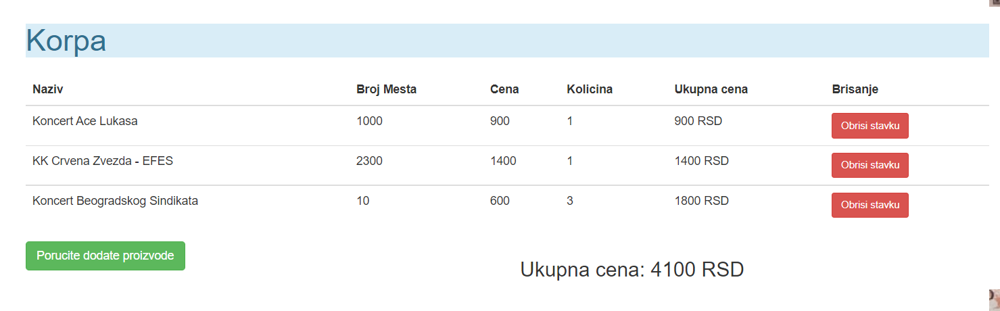 Korpa
Naziv Broj Mesta Cena Kolicina Ukupna cena Brisanje
Koncert Ace Lukasa 1000 900 1 900 RSD Obrisi stavku
KK Crvena Zvezda - EFES 2300 1400 1 1400 RSD Obrisi stavku
Koncert Beogradskog Sindikata 10 600 3 1800 RSD Obrisi stavku
Porucite dodate proizvode
Ukupna cena: 4100 RSD